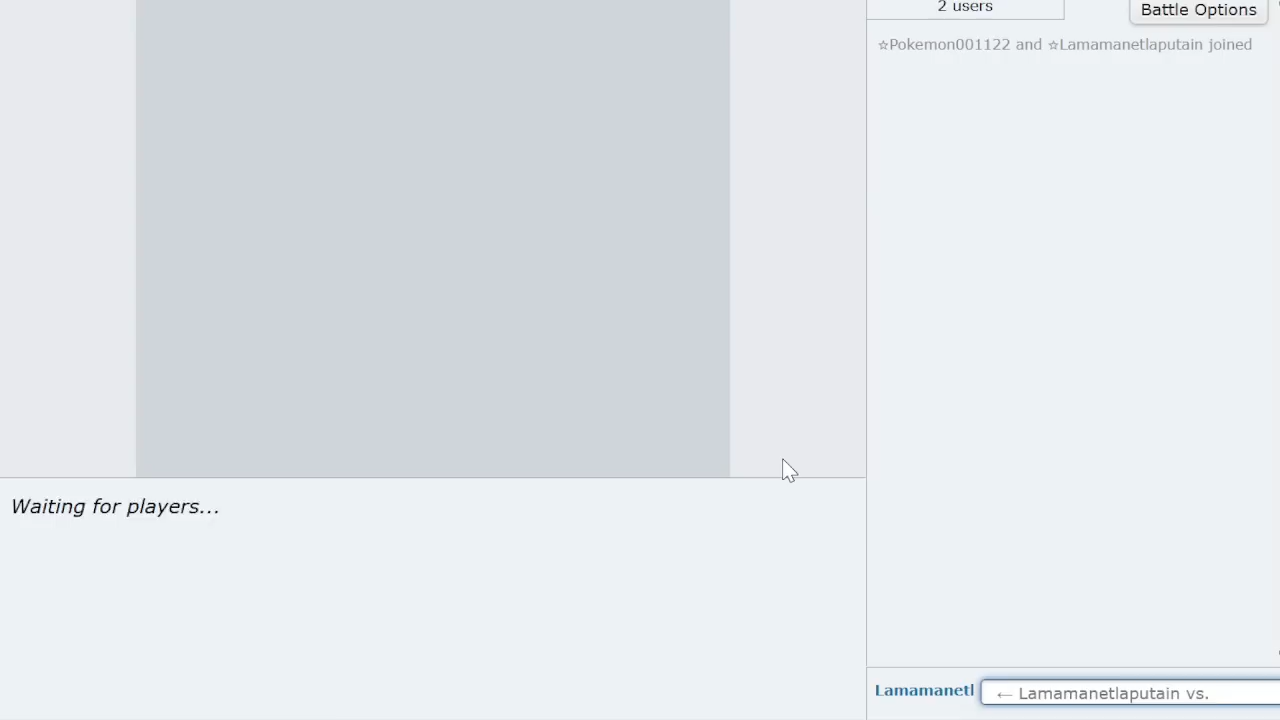 2 users
Battle Options
☆Pokemon001122 and ☆Lamamanetlaputain joined
Waiting for players...
Lamamanetl
← Lamamanetlaputain vs.